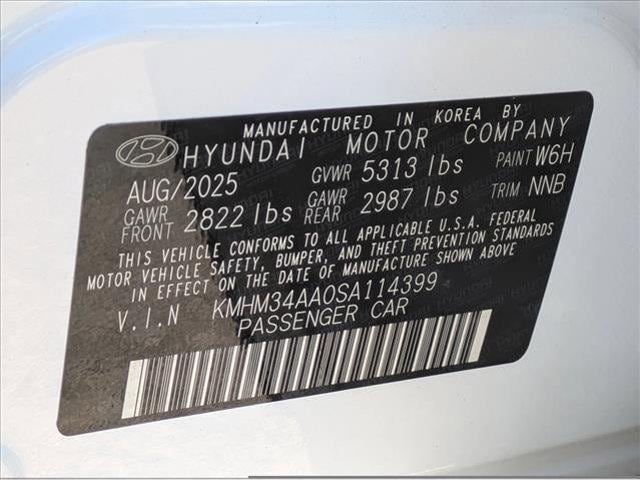 MANUFACTURED IN KOREA BY
HYUNDAI MOTOR COMPANY
AUG/2025 GVWR 5313 lbs PAINT W6H
GAWR FRONT 2822 lbs GAWR REAR 2987 lbs TRIM NNB
THIS VEHICLE CONFORMS TO ALL APPLICABLE U.S.A. FEDERAL
MOTOR VEHICLE SAFETY, BUMPER, AND THEFT PREVENTION STANDARDS
IN EFFECT ON THE DATE OF MANUFACTURE SHOWN ABOVE.
V.I.N KMHM34AA0SA114399
PASSENGER CAR